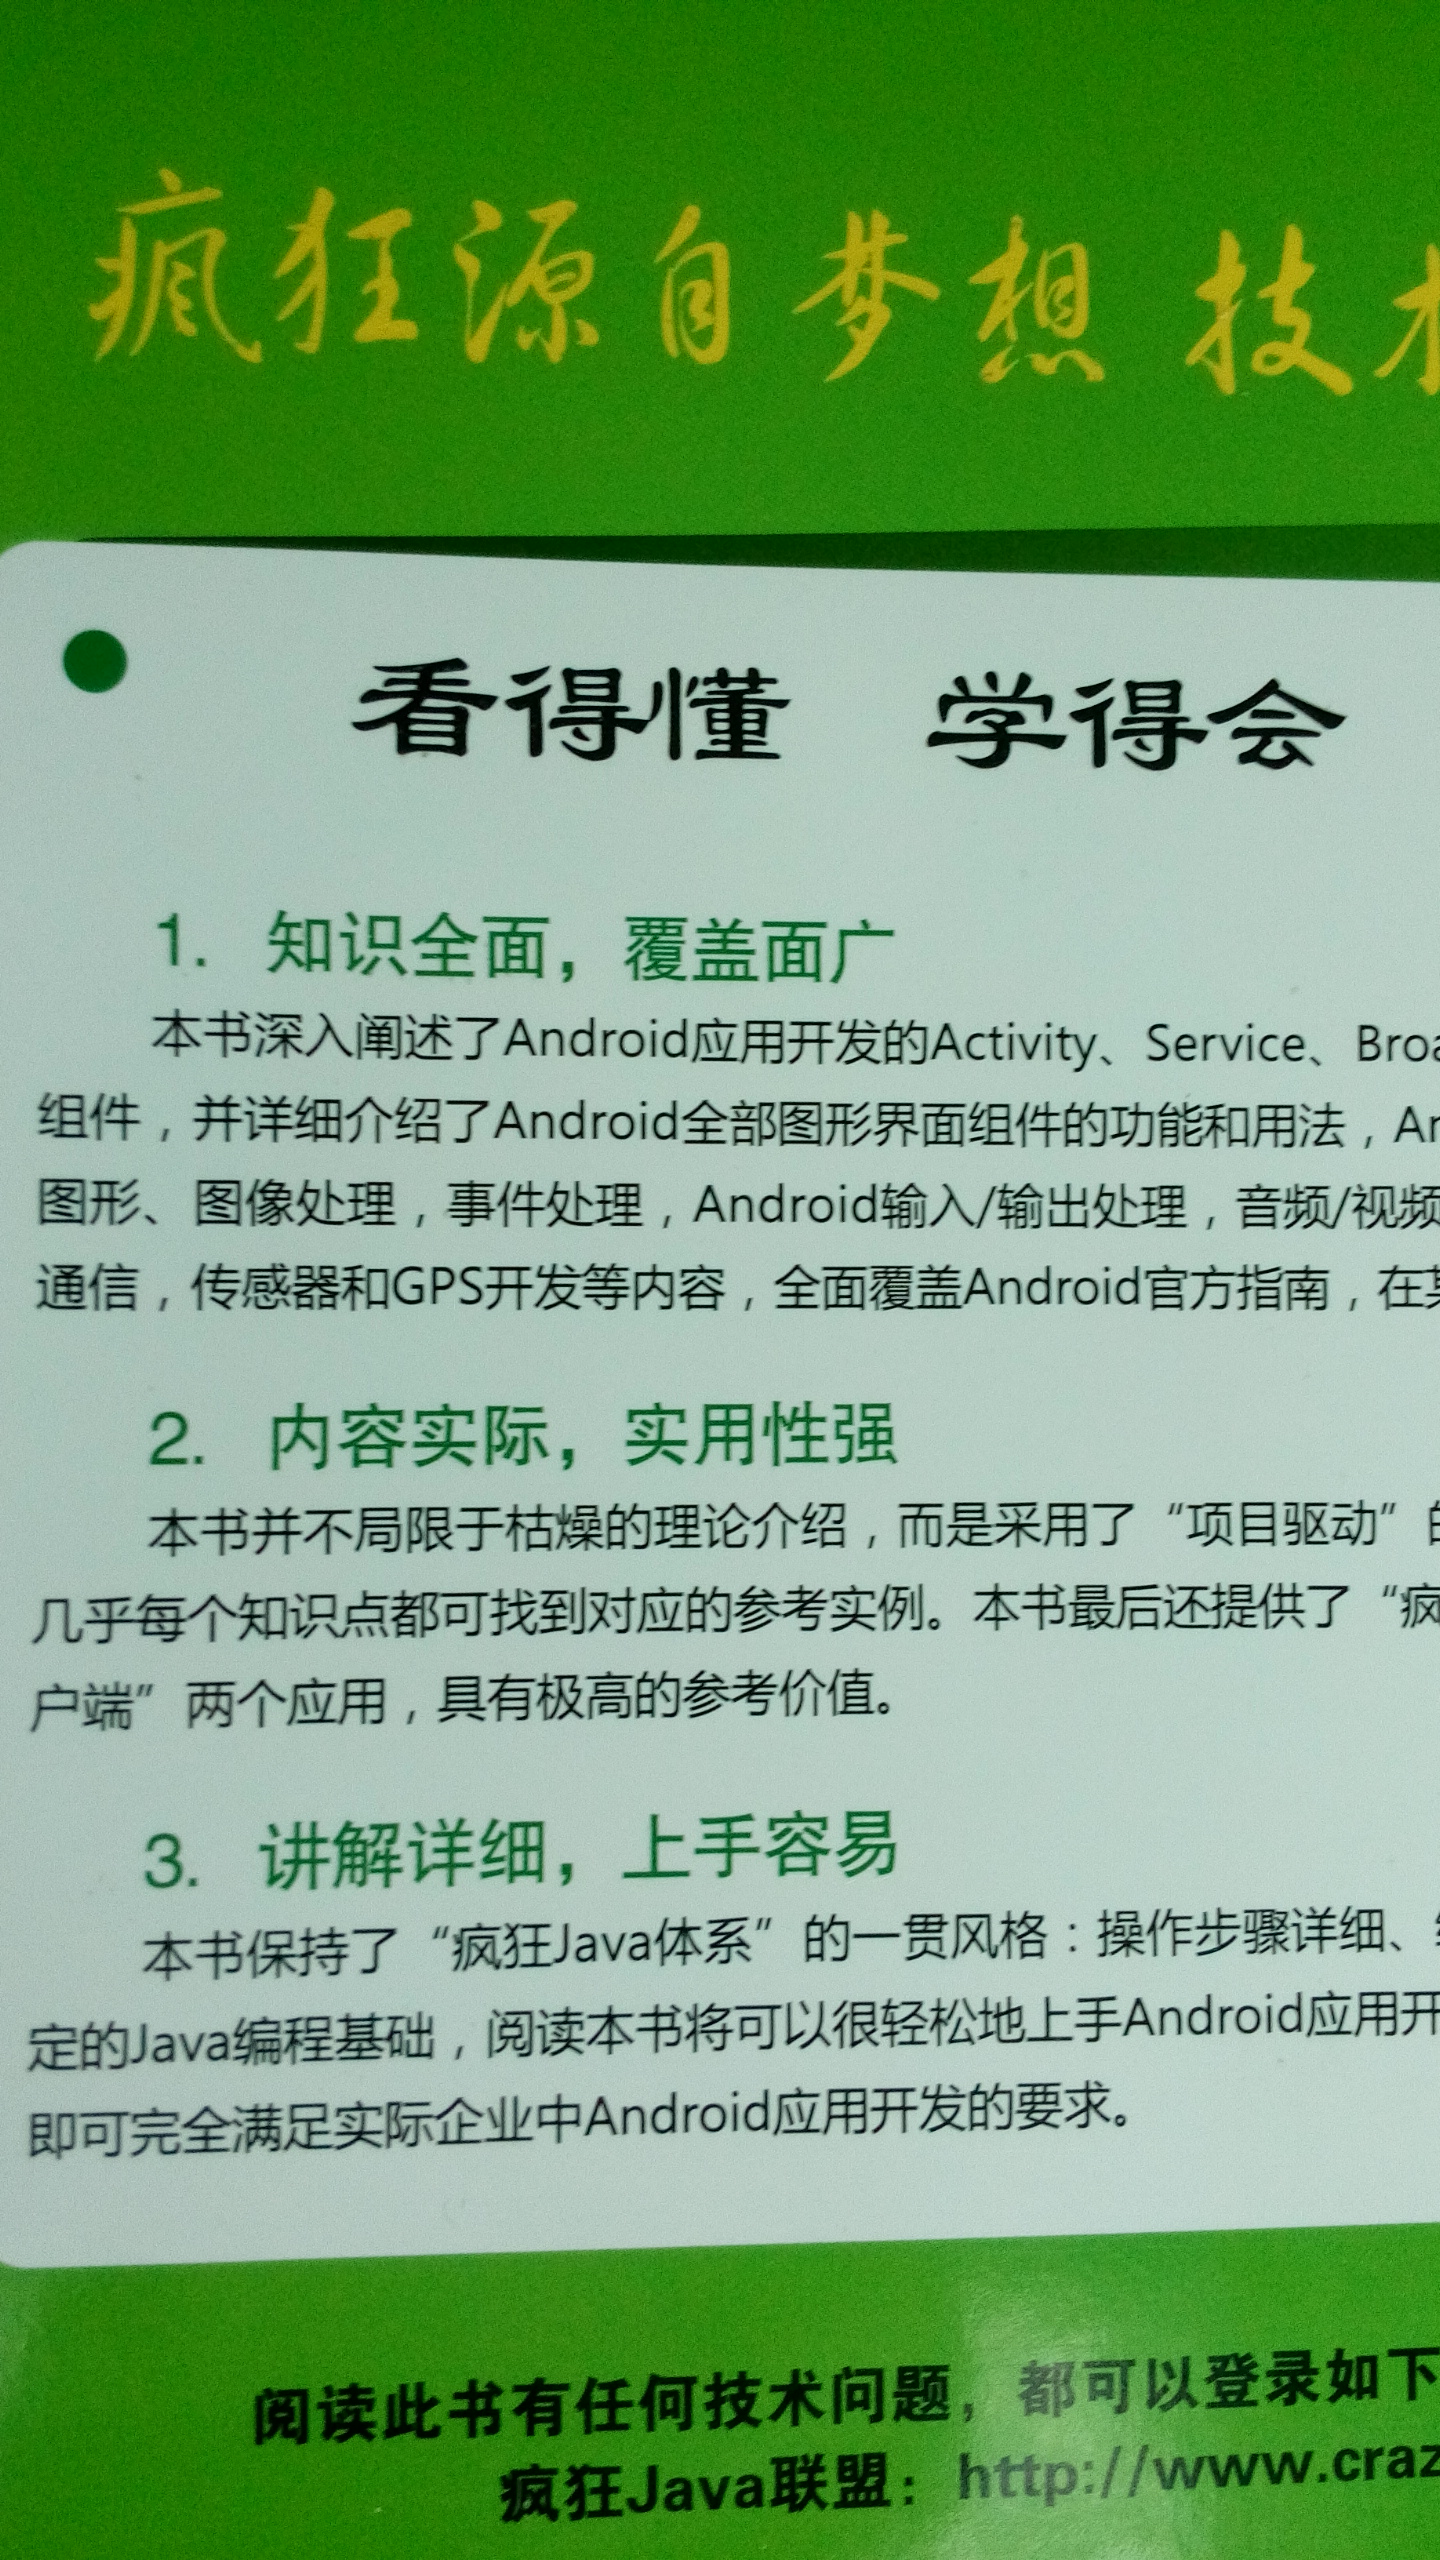 疯狂源自梦想 技
看得懂 学得会
1. 知识全面，覆盖面广
本书深入阐述了Android应用开发的Activity、Service、Broa
组件，并详细介绍了Android全部图形界面组件的功能和用法，An
图形、图像处理，事件处理，Android输入/输出处理，音频/视频
通信，传感器和GPS开发等内容，全面覆盖Android官方指南，在
2. 内容实际，实用性强
本书并不局限于枯燥的理论介绍，而是采用了“项目驱动”的
几乎每个知识点都可找到对应的参考实例。本书最后还提供了“疯
户端”两个应用，具有极高的参考价值。
3. 讲解详细，上手容易
本书保持了“疯狂Java体系”的一贯风格：操作步骤详细、
定的Java编程基础，阅读本书将可以很轻松地上手Android应用开
即可完全满足实际企业中Android应用开发的要求。
阅读此书有任何技术问题，都可以登录如下
疯狂Java联盟：http://www.craz